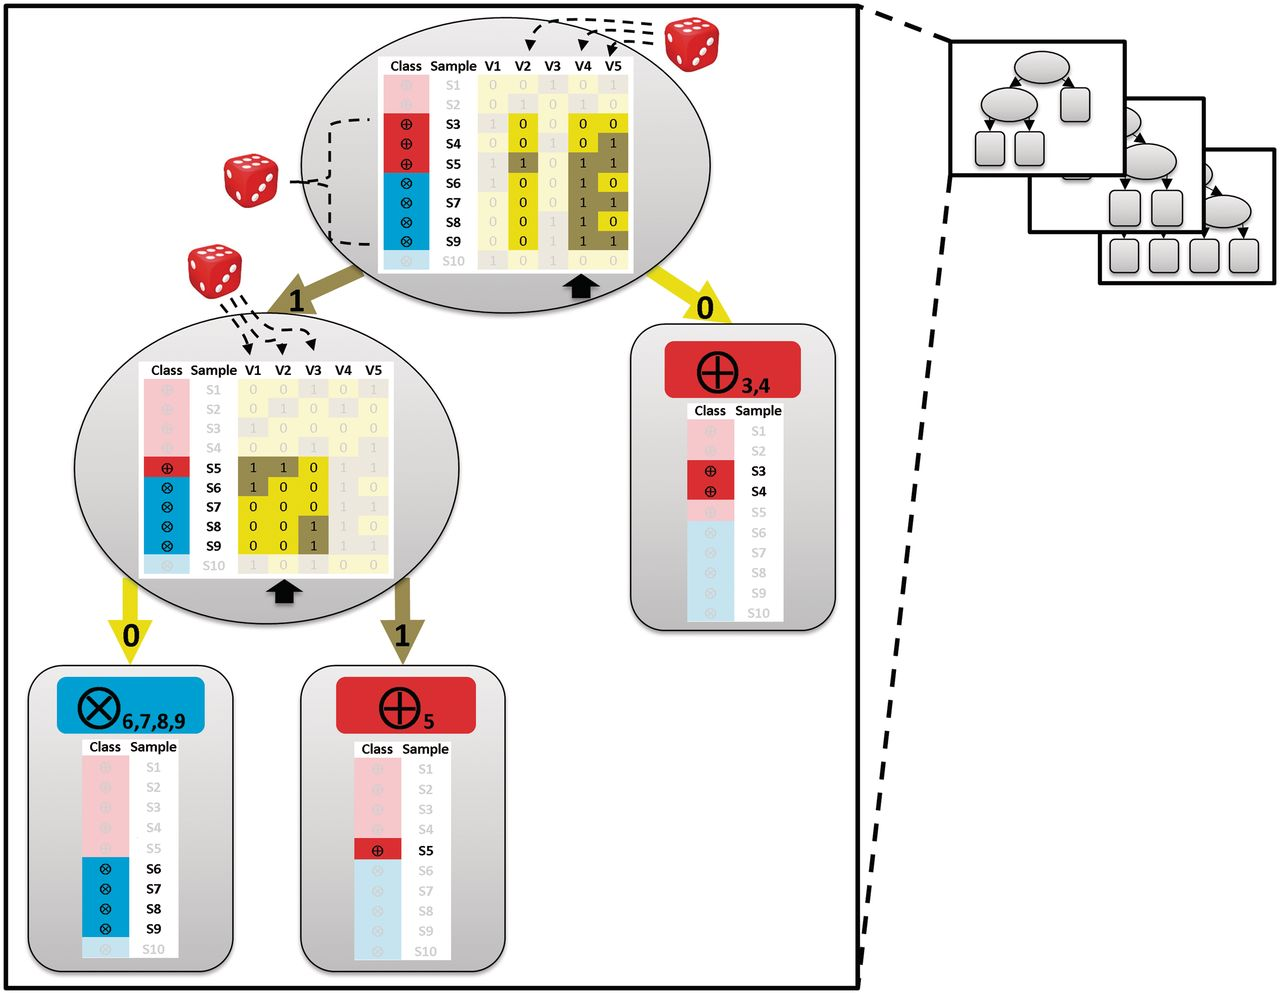 Class Sample V1 V2 V3 V4 V5
⊕ S1 0 0 1 0 1
⊕ S2 0 1 0 1 0
⊕ S3 1 0 0 0 0
⊕ S4 0 0 1 0 1
⊕ S5 1 1 0 1 1
⊗ S6 1 0 0 1 0
⊗ S7 0 0 0 1 1
⊗ S8 0 0 1 1 0
⊗ S9 0 0 1 1 1
⊗ S10 1 0 1 0 0
1
0
Class Sample V1 V2 V3 V4 V5
⊕ S1 0 0 1 0 1
⊕ S2 0 1 0 1 0
⊕ S3 1 0 0 0 0
⊕ S4 0 0 1 0 1
⊕ S5 1 1 0 1 1
⊗ S6 1 0 0 1 0
⊗ S7 0 0 0 1 1
⊗ S8 0 0 1 1 0
⊗ S9 0 0 1 1 1
⊗ S10 1 0 1 0 0
⊕3,4
Class Sample
⊕ S1
⊕ S2
⊕ S3
⊕ S4
⊕ S5
⊗ S6
⊗ S7
⊗ S8
⊗ S9
⊗ S10
0
1
⊗6,7,8,9
Class Sample
⊕ S1
⊕ S2
⊕ S3
⊕ S4
⊕ S5
⊗ S6
⊗ S7
⊗ S8
⊗ S9
⊗ S10
⊕5
Class Sample
⊕ S1
⊕ S2
⊕ S3
⊕ S4
⊕ S5
⊗ S6
⊗ S7
⊗ S8
⊗ S9
⊗ S10